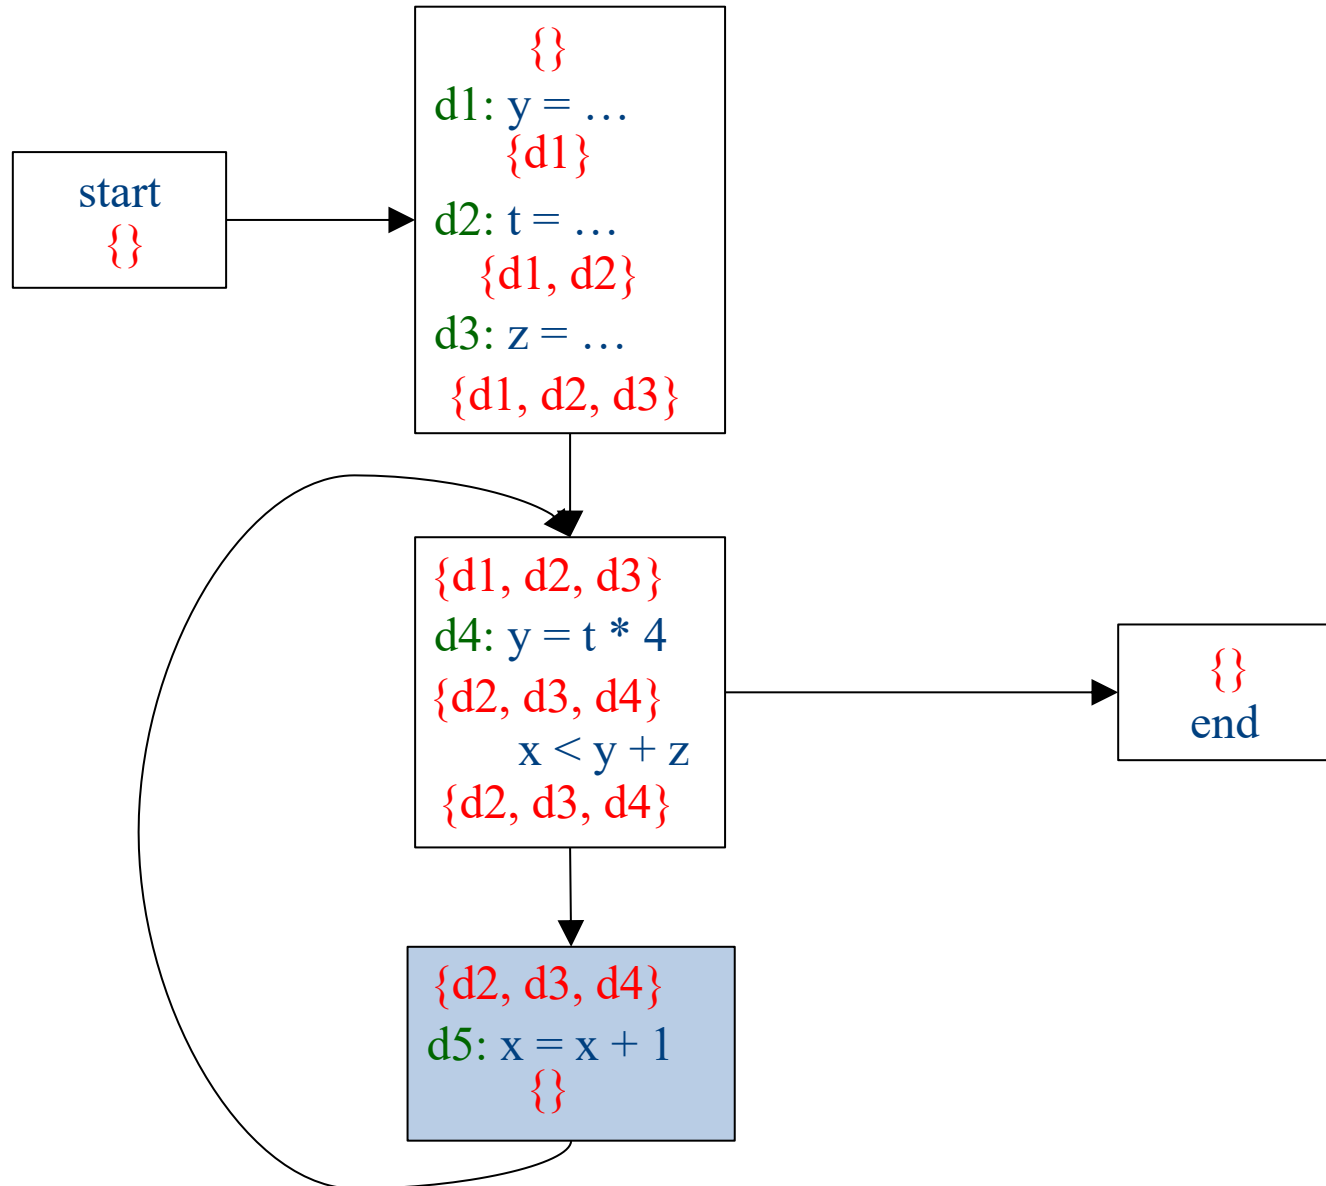 start
{}
{}
d1: y = …
{d1}
d2: t = …
{d1, d2}
d3: z = …
{d1, d2, d3}
{d1, d2, d3}
d4: y = t * 4
{d2, d3, d4}
x < y + z
{d2, d3, d4}
{}
end
{d2, d3, d4}
d5: x = x + 1
{}